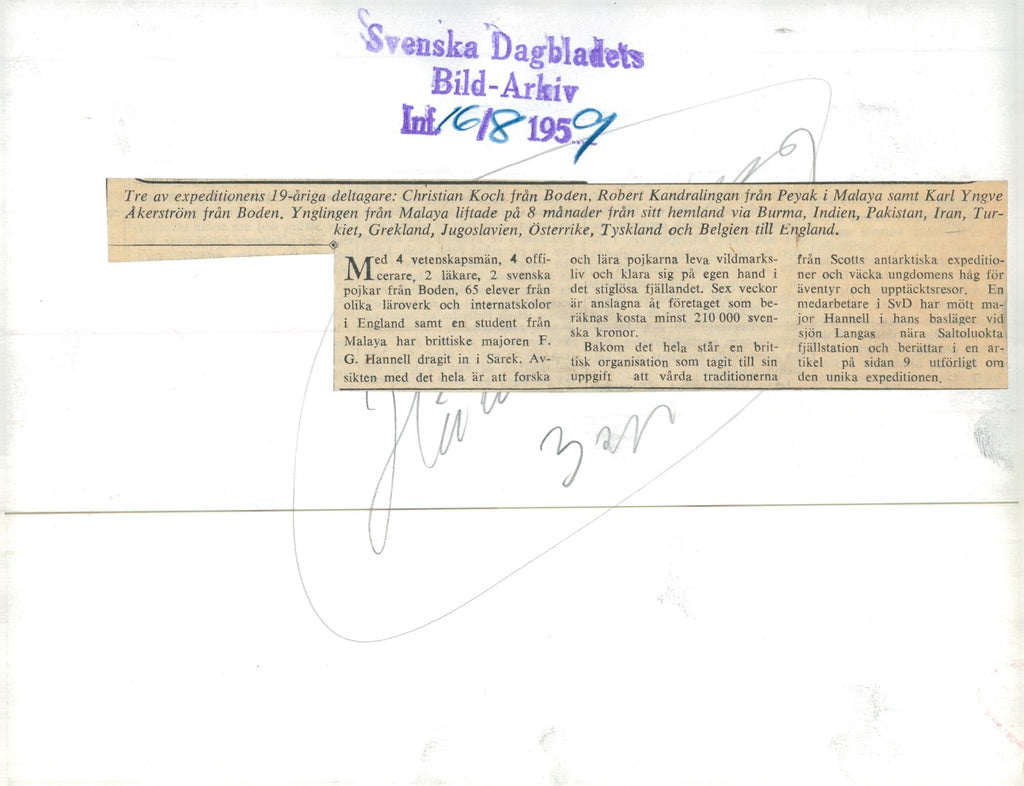 Svenska Dagbladets
Bild-Arkiv
Inf. 16/8 1959
Tre av expeditionens 19-åriga deltagare: Christian Koch från Boden, Robert Kandralingan från Peyak i Malaya samt Karl Yngve
Åkerström från Boden. Ynglingen från Malaya liftade på 8 månader från sitt hemland via Burma, Indien, Pakistan, Iran, Tur-
kiet, Grekland, Jugoslavien, Österrike, Tyskland och Belgien till England.
Med 4 vetenskapsmän, 4 offi-
cerare, 2 läkare, 2 svenska
pojkar från Boden, 65 elever från
olika läroverk och internatskolor
i England samt en student från
Malaya har brittiske majoren F.
G. Hannell dragit in i Sarek. Av-
sikten med det hela är att forska
och lära pojkarna leva vildmarks-
liv och klara sig på egen hand i
det stiglösa fjällandet. Sex veckor
är anslagna åt företaget som be-
räknas kosta minst 210 000 sven-
ska kronor.
Bakom det hela står en brit-
tisk organisation som tagit till sin
uppgift att vårda traditionerna
från Scotts antarktiska expeditio-
ner och väcka ungdomens håg för
äventyr och upptäcktsresor. En
medarbetare i SvD har mött ma-
jor Hannell i hans basläger vid
sjön Langas nära Saltoluokta
fjällstation och berättar i en ar-
tikel på sidan 9 utförligt om
den unika expeditionen.